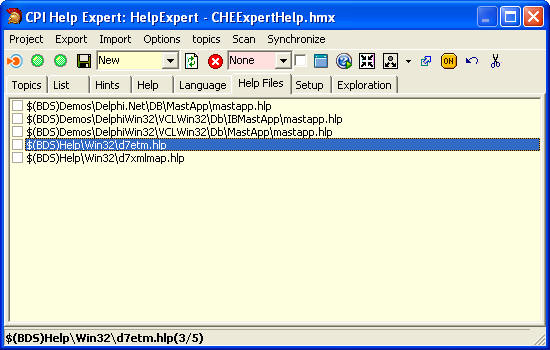 CPI Help Expert: HelpExpert - CHEExpertHelp.hmx
Project Export Import Options topics Scan Synchronize
New None ON
Topics List Hints Help Language Help Files Setup Exploration
$(BDS)Demos\Delphi.Net\DB\MastApp\mastapp.hlp
$(BDS)Demos\DelphiWin32\VCLWin32\Db\IBMastApp\mastapp.hlp
$(BDS)Demos\DelphiWin32\VCLWin32\Db\MastApp\mastapp.hlp
$(BDS)Help\Win32\d7etm.hlp
$(BDS)Help\Win32\d7xmlmap.hlp
$(BDS)Help\Win32\d7etm.hlp(3/5)